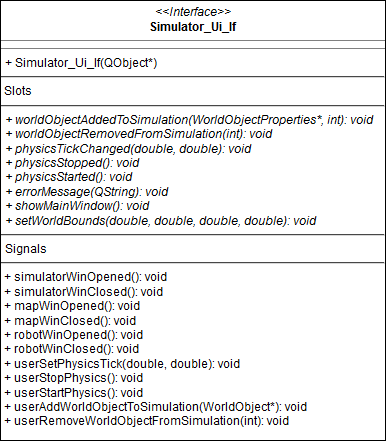 <<Interface>>
Simulator_Ui_If
+ Simulator_Ui_If(QObject*)
Slots
+ worldObjectAddedToSimulation(WorldObjectProperties*, int): void
+ worldObjectRemovedFromSimulation(int): void
+ physicsTickChanged(double, double): void
+ physicsStopped(): void
+ physicsStarted(): void
+ errorMessage(QString): void
+ showMainWindow(): void
+ setWorldBounds(double, double, double, double): void
Signals
+ simulatorWinOpened(): void
+ simulatorWinClosed(): void
+ mapWinOpened(): void
+ mapWinClosed(): void
+ robotWinOpened(): void
+ robotWinClosed(): void
+ userSetPhysicsTick(double, double): void
+ userStopPhysics(): void
+ userStartPhysics(): void
+ userAddWorldObjectToSimulation(WorldObject*): void
+ userRemoveWorldObjectFromSimulation(int): void